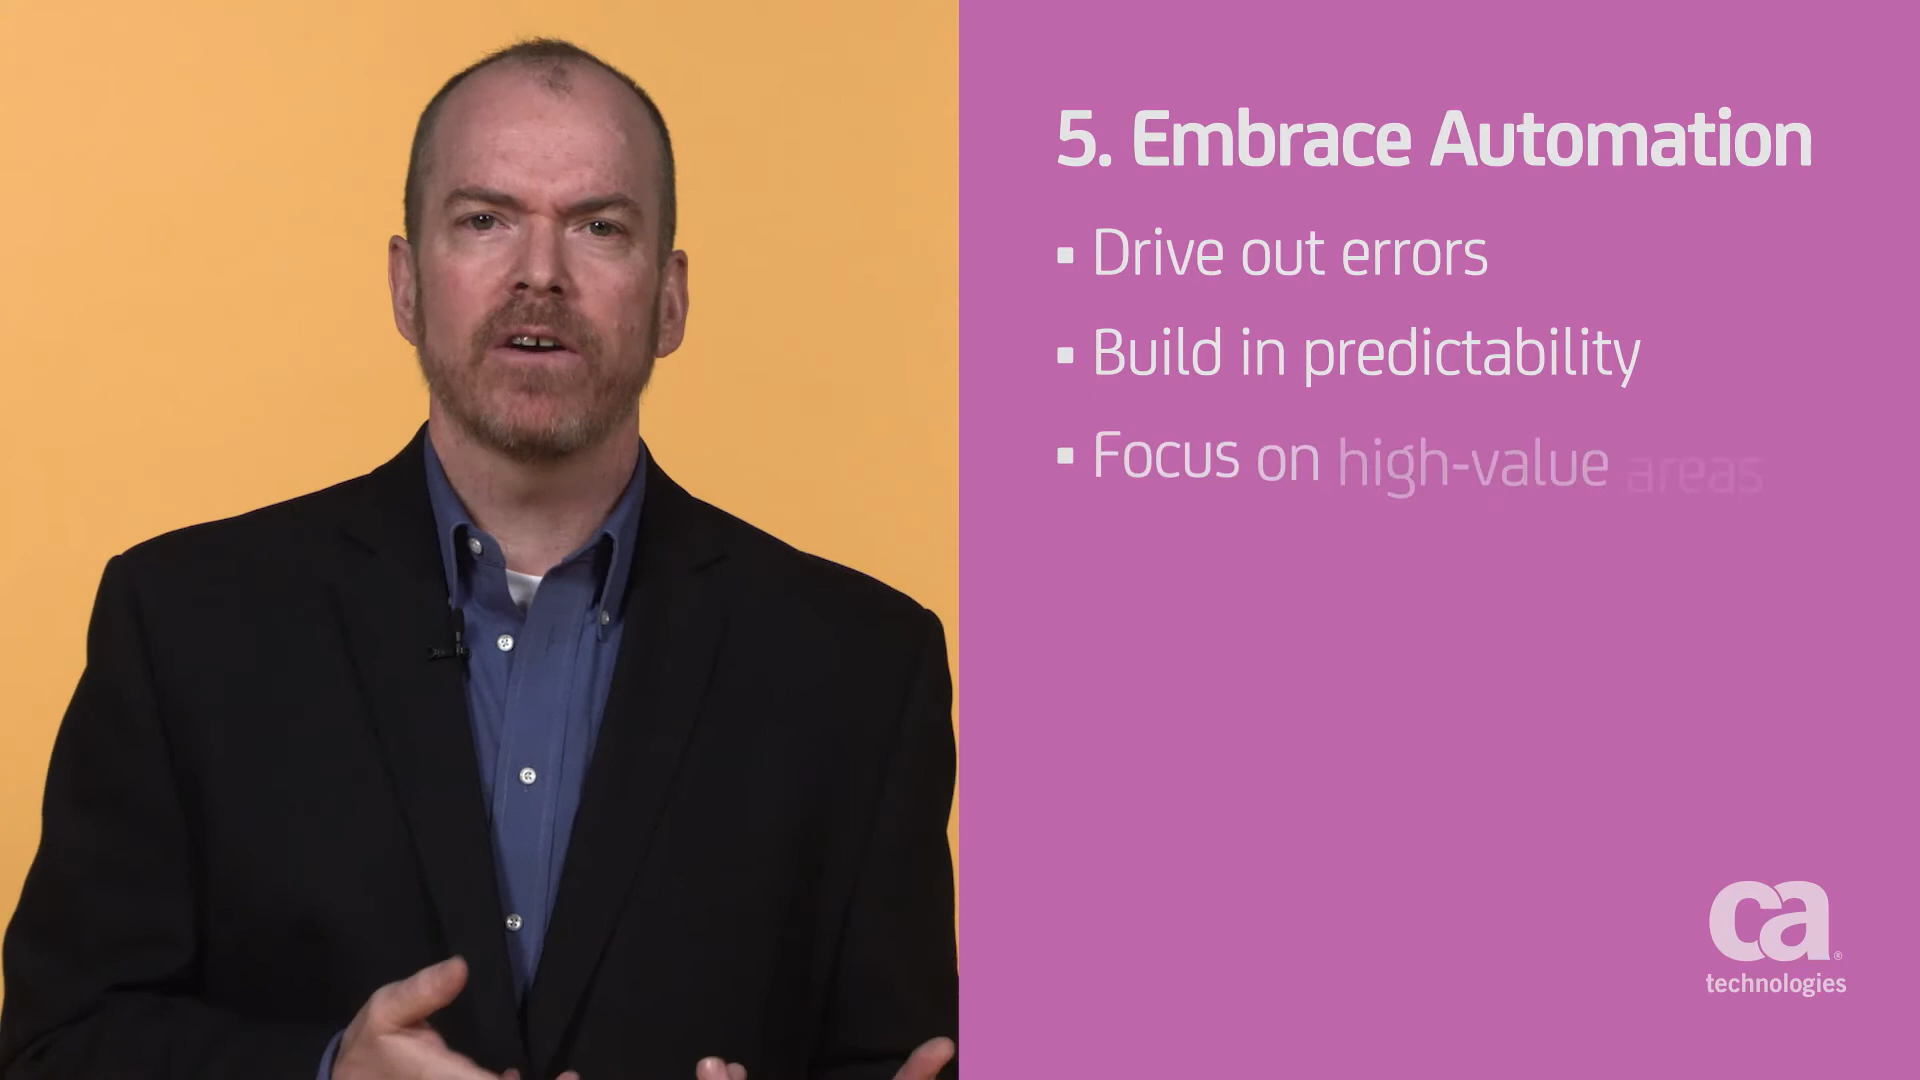 5. Embrace Automation
▪ Drive out errors
▪ Build in predictability
▪ Focus on high-value areas
ca®
technologies